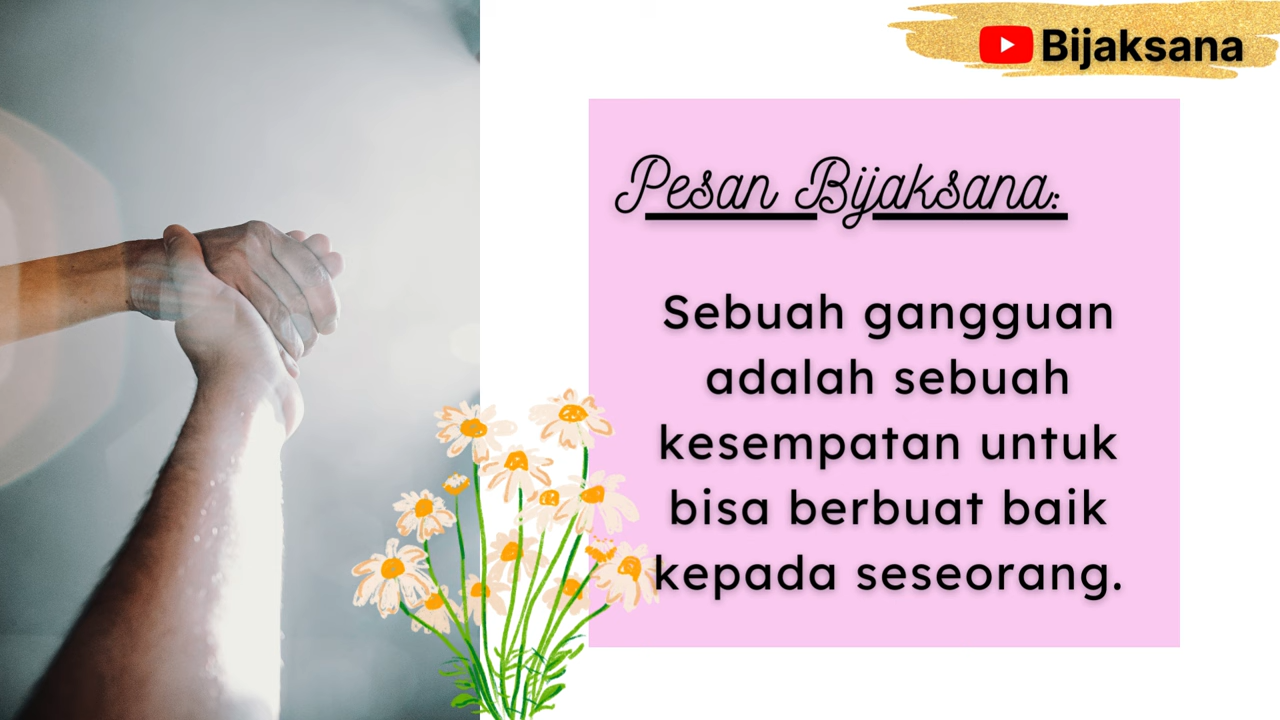 Bijaksana
Pesan Bijaksana:
Sebuah gangguan
adalah sebuah
kesempatan untuk
bisa berbuat baik
kepada seseorang.